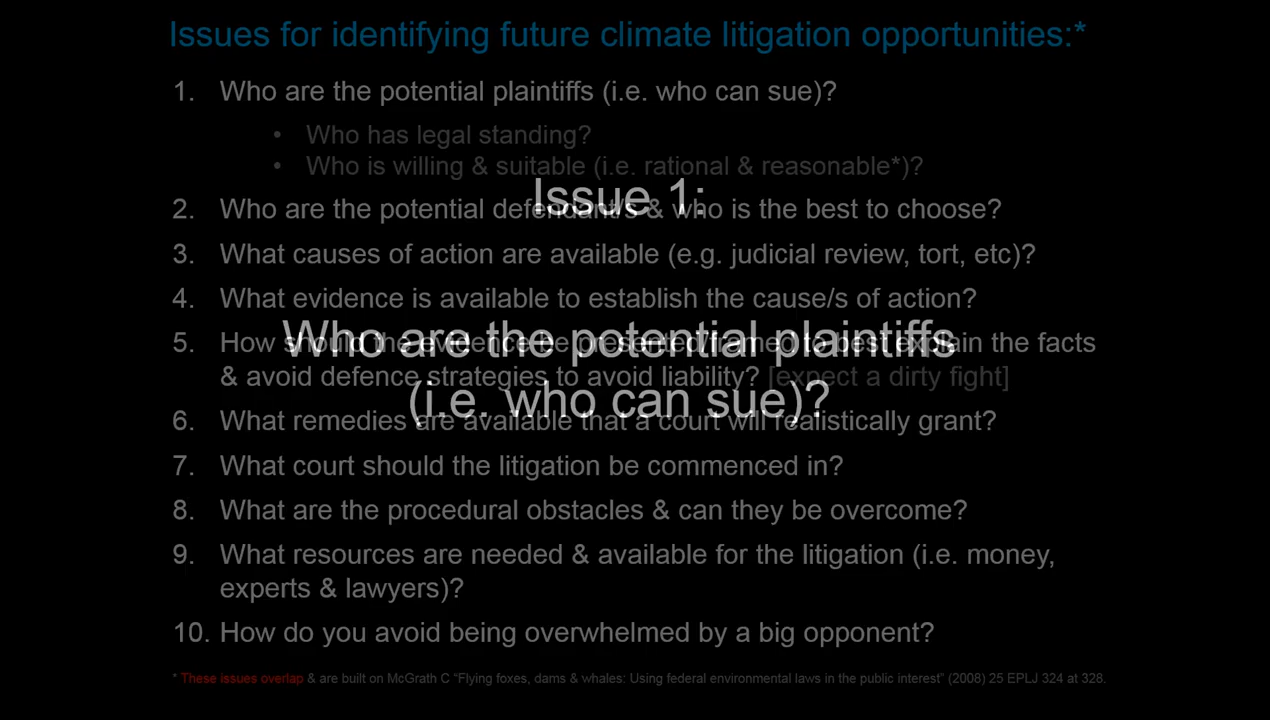 Issues for identifying future climate litigation opportunities:*
1. Who are the potential plaintiffs (i.e. who can sue)?
• Who has legal standing?
• Who is willing & suitable (i.e. rational & reasonable*)?
Issue 1:
2. Who are the potential defendant/s & who is the best to choose?
3. What causes of action are available (e.g. judicial review, tort, etc)?
4. What evidence is available to establish the cause/s of action?
Who are the potential plaintiffs
5. How should the evidence be presented/framed to best explain the facts
& avoid defence strategies to avoid liability? [expect a dirty fight]
(i.e. who can sue)?
6. What remedies are available that a court will realistically grant?
7. What court should the litigation be commenced in?
8. What are the procedural obstacles & can they be overcome?
9. What resources are needed & available for the litigation (i.e. money,
experts & lawyers)?
10. How do you avoid being overwhelmed by a big opponent?
* These issues overlap & are built on McGrath C “Flying foxes, dams & whales: Using federal environmental laws in the public interest” (2008) 25 EPLJ 324 at 328.